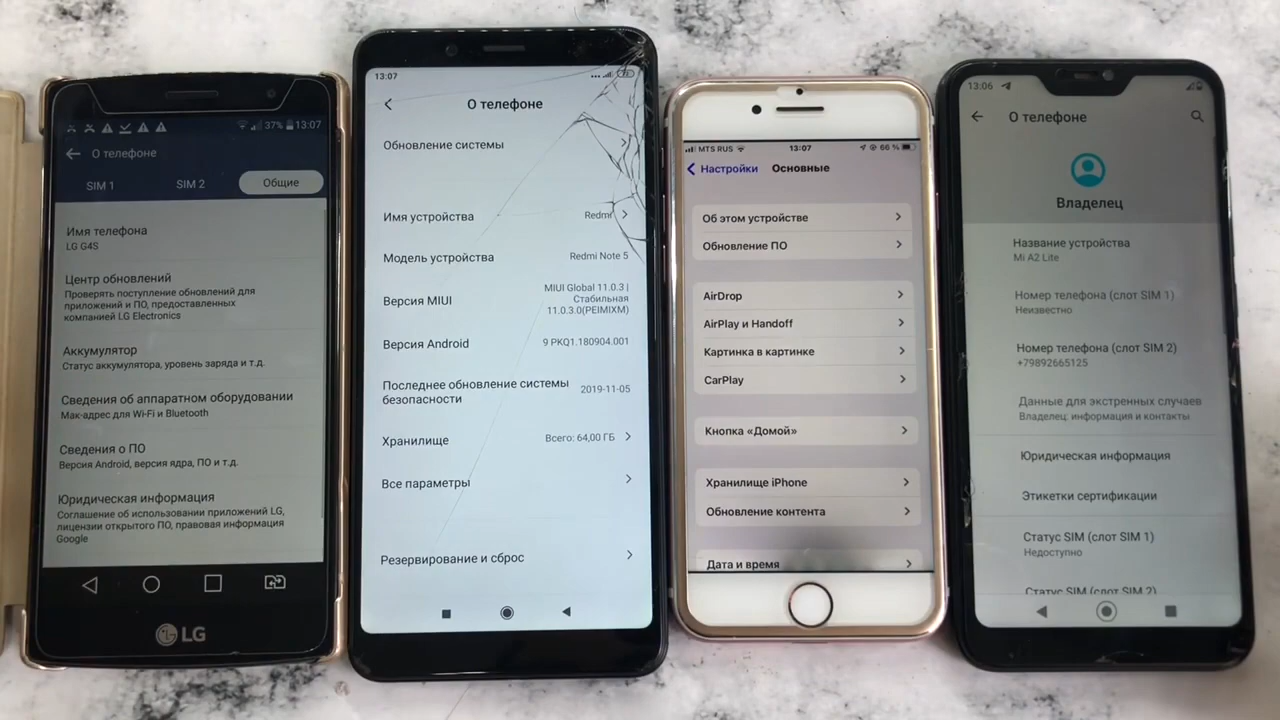 37% 13:07
О телефоне
SIM 1
SIM 2
Общие
Имя телефона
LG G4S
Центр обновлений
Проверять поступление обновлений для
приложений и ПО, предоставленных
компанией LG Electronics
Аккумулятор
Статус аккумулятора, уровень заряда и т.д.
Сведения об аппаратном оборудовании
Мак-адрес для Wi-Fi и Bluetooth
Сведения о ПО
Версия Android, версия ядра, ПО и т.д.
Юридическая информация
Соглашение об использовании приложений LG,
лицензии открытого ПО, правовая информация
Google
LG
13:07
О телефоне
Обновление системы
Имя устройства
Redmi
Модель устройства
Redmi Note 5
Версия MIUI
MIUI Global 11.0.3 |
Стабильная
11.0.3.0(PEIMIXM)
Версия Android
9 PKQ1.180904.001
Последнее обновление системы
безопасности
2019-11-05
Хранилище
Всего: 64,00 ГБ
Все параметры
Резервирование и сброс
MTS RUS
13:07
66 %
Настройки
Основные
Об этом устройстве
Обновление ПО
AirDrop
AirPlay и Handoff
Картинка в картинке
CarPlay
Кнопка «Домой»
Хранилище iPhone
Обновление контента
Дата и время
13:06
О телефоне
Владелец
Название устройства
Mi A2 Lite
Номер телефона (слот SIM 1)
Неизвестно
Номер телефона (слот SIM 2)
+79892665125
Данные для экстренных случаев
Владелец: информация и контакты
Юридическая информация
Этикетки сертификации
Статус SIM (слот SIM 1)
Недоступно
Статус SIM (слот SIM 2)